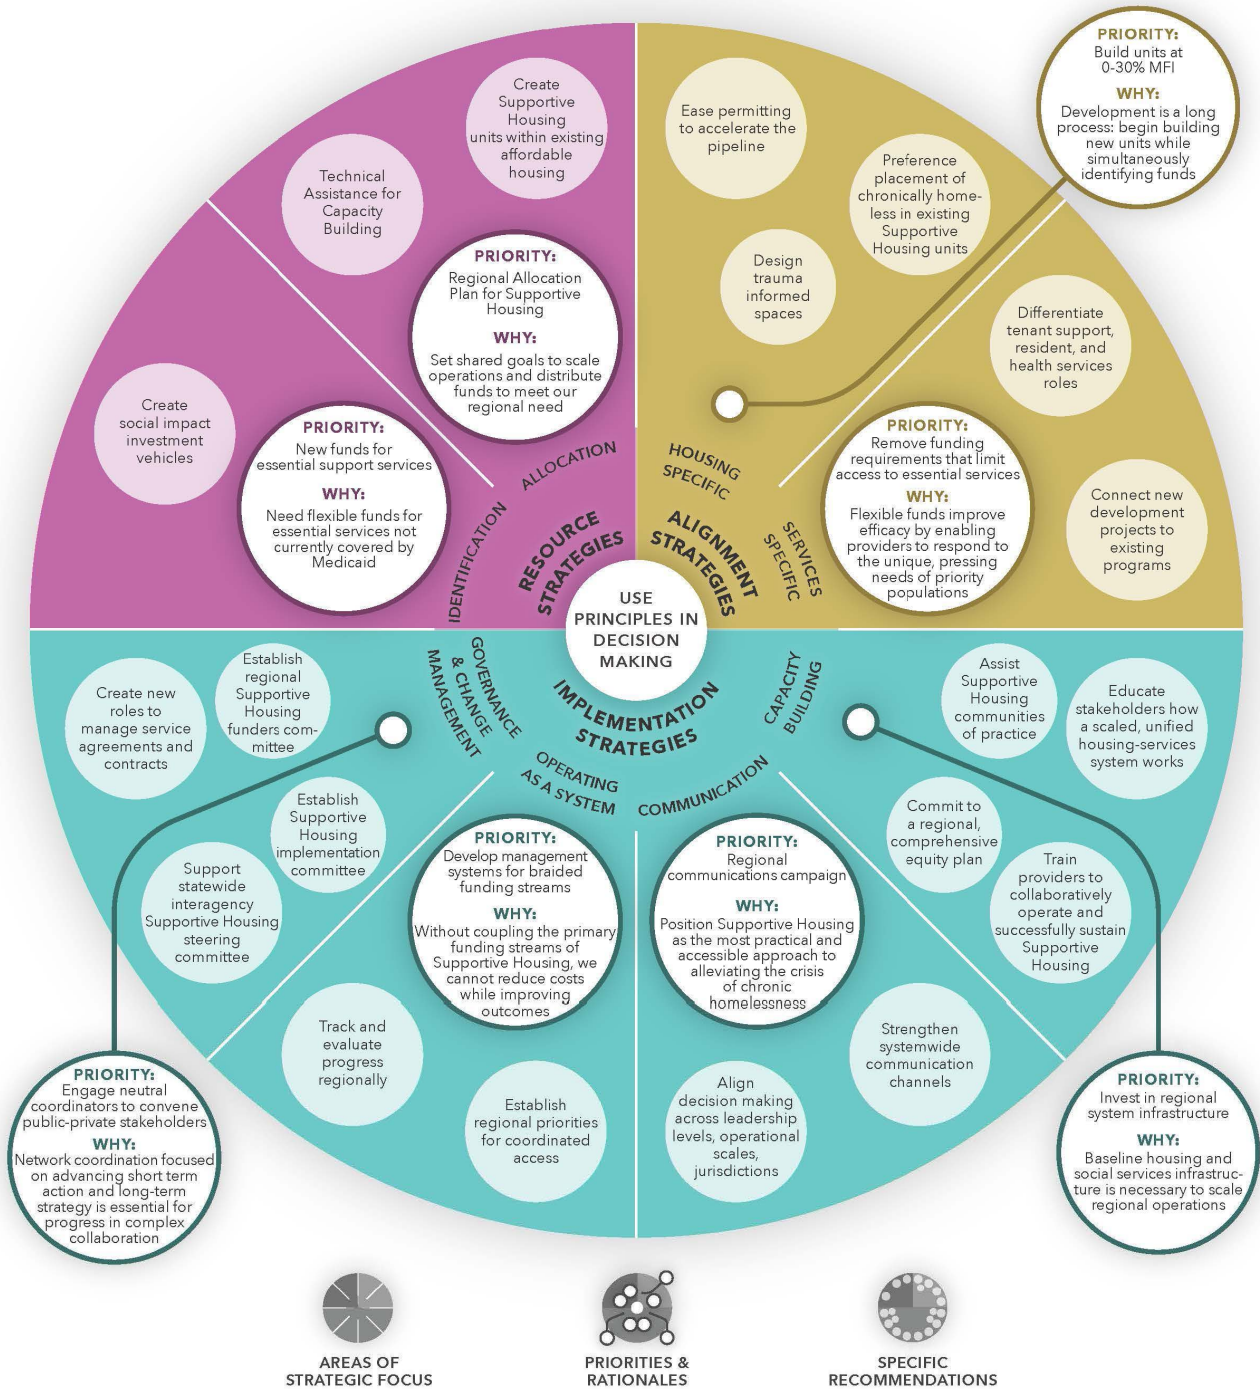 PRIORITY:
Build units at
0-30% MFI
WHY:
Development is a long
process: begin building
new units while
simultaneously
identifying funds
Create
Supportive
Housing
units within existing
affordable
housing
Technical
Assistance for
Capacity
Building
PRIORITY:
Regional Allocation
Plan for Supportive
Housing
WHY:
Set shared goals to scale
operations and distribute
funds to meet our
regional need
Create
social impact
investment
vehicles
PRIORITY:
New funds for
essential support services
WHY:
Need flexible funds for
essential services not
currently covered by
Medicaid
ALLOCATION
IDENTIFICATION
RESOURCE
STRATEGIES
Ease permitting
to accelerate the
pipeline
Preference
placement of
chronically home-
less in existing
Supportive
Housing units
Design
trauma
informed
spaces
Differentiate
tenant support,
resident, and
health services
roles
PRIORITY:
Remove funding
requirements that limit
access to essential services
WHY:
Flexible funds improve
efficacy by enabling
providers to respond to
the unique, pressing
needs of priority
populations
Connect new
development
projects to
existing
programs
HOUSING
SPECIFIC
SERVICES
SPECIFIC
ALIGNMENT
STRATEGIES
USE
PRINCIPLES IN
DECISION
MAKING
IMPLEMENTATION
STRATEGIES
GOVERNANCE
& CHANGE
MANAGEMENT
OPERATING
AS A SYSTEM
COMMUNICATION
CAPACITY
BUILDING
Create new
roles to
manage service
agreements and
contracts
Establish
regional
Supportive
Housing
funders com-
mittee
Establish
Supportive
Housing
implementation
committee
Support
statewide
interagency
Supportive Housing
steering
committee
PRIORITY:
Engage neutral
coordinators to convene
public-private stakeholders
WHY:
Network coordination focused
on advancing short term
action and long-term
strategy is essential for
progress in complex
collaboration
PRIORITY:
Develop management
systems for braided
funding streams
WHY:
Without coupling the primary
funding streams of
Supportive Housing, we
cannot reduce costs
while improving
outcomes
Track and
evaluate
progress
regionally
Establish
regional priorities
for coordinated
access
PRIORITY:
Regional
communications campaign
WHY:
Position Supportive Housing
as the most practical and
accessible approach to
alleviating the crisis
of chronic
homelessness
Align
decision making
across leadership
levels, operational
scales,
jurisdictions
Strengthen
systemwide
communication
channels
Assist
Supportive
Housing
communities
of practice
Educate
stakeholders how
a scaled, unified
housing-services
system works
Commit to
a regional,
comprehensive
equity plan
Train
providers to
collaboratively
operate and
successfully sustain
Supportive
Housing
PRIORITY:
Invest in regional
system infrastructure
WHY:
Baseline housing and
social services infrastruc-
ture is necessary to scale
regional operations
AREAS OF
STRATEGIC FOCUS
PRIORITIES &
RATIONALES
SPECIFIC
RECOMMENDATIONS